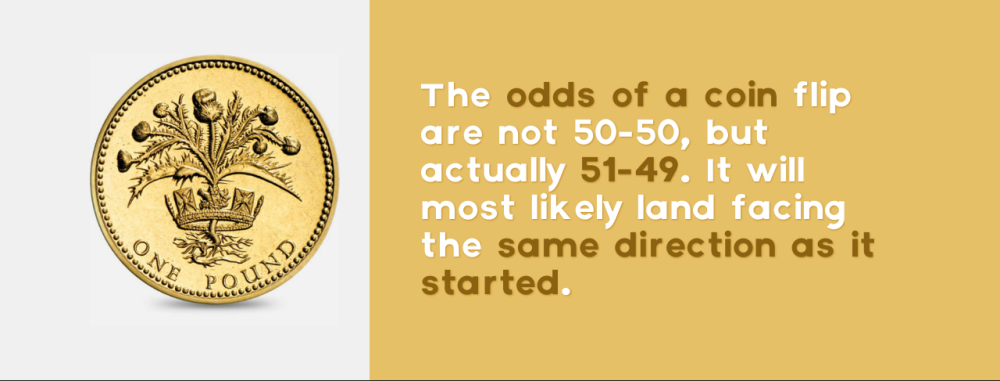 ONE POUND
The odds of a coin flip
are not 50-50, but
actually 51-49. It will
most likely land facing
the same direction as it
started.